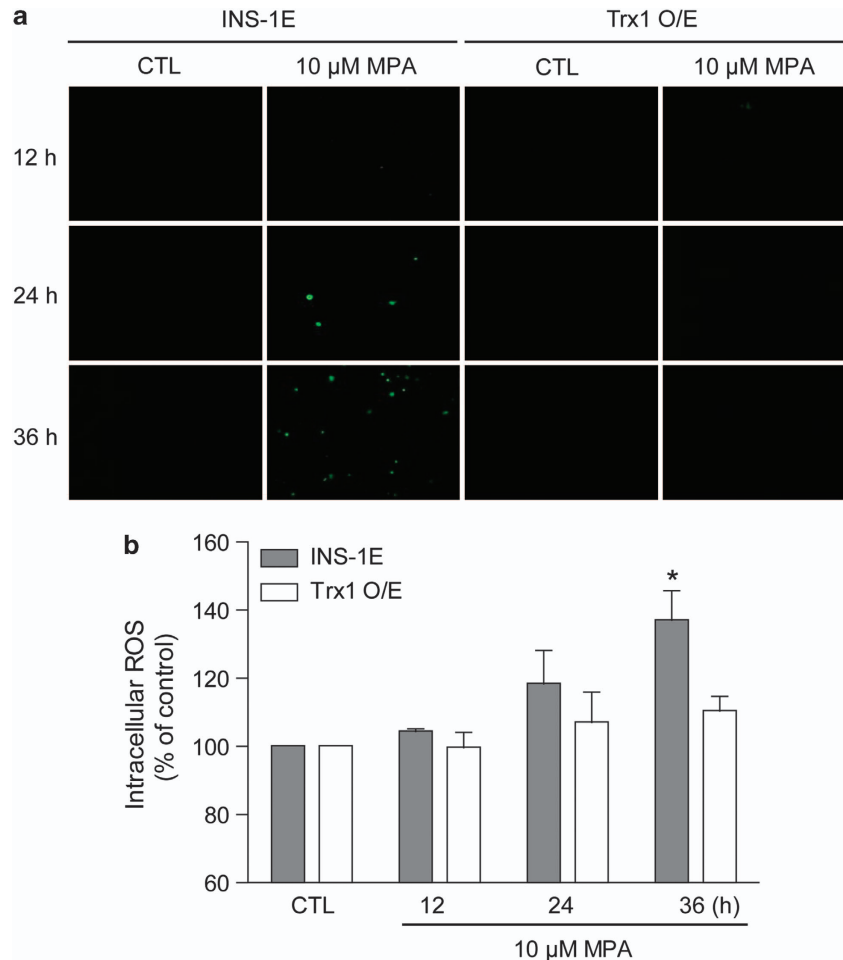 a
INS-1E Trx1 O/E
CTL 10 µM MPA CTL 10 µM MPA
12 h
24 h
36 h
b
160
140
120
100
80
60
Intracellular ROS
(% of control)
INS-1E
Trx1 O/E
*
CTL 12 24 36 (h)
10 µM MPA